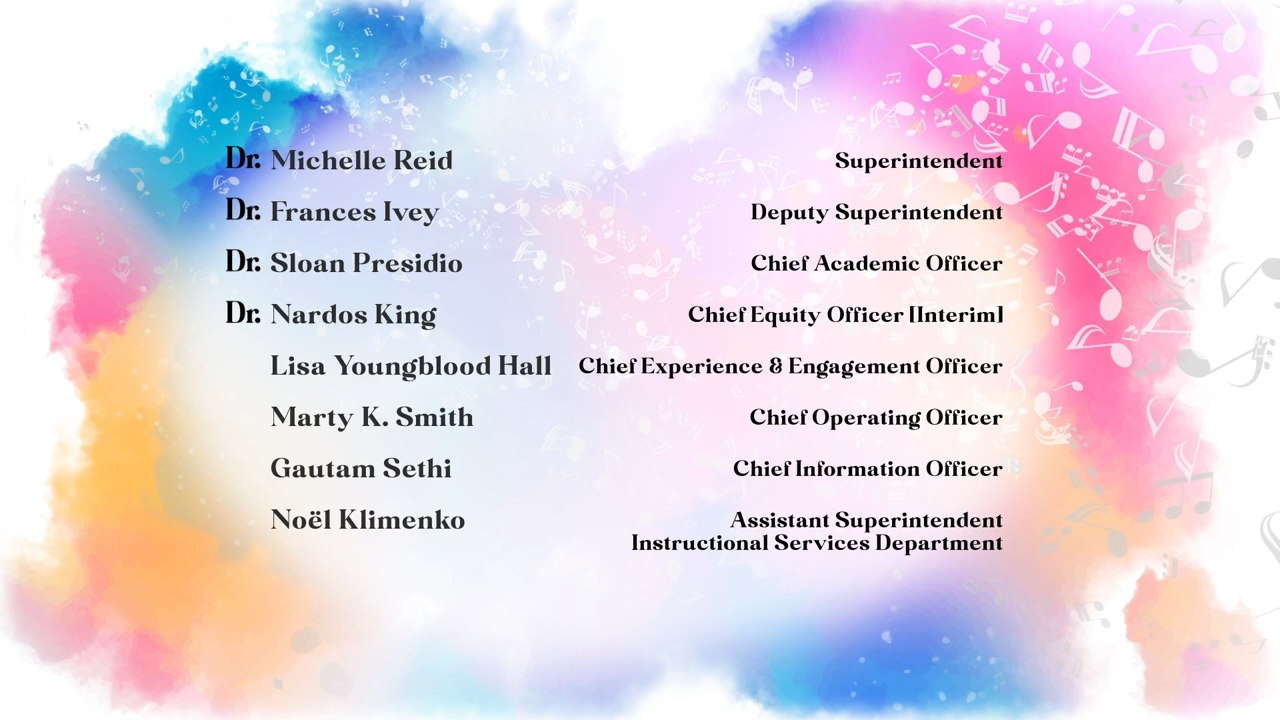 Dr. Michelle Reid Superintendent
Dr. Frances Ivey Deputy Superintendent
Dr. Sloan Presidio Chief Academic Officer
Dr. Nardos King Chief Equity Officer [Interim]
Lisa Youngblood Hall Chief Experience & Engagement Officer
Marty K. Smith Chief Operating Officer
Gautam Sethi Chief Information Officer
Noël Klimenko Assistant Superintendent
Instructional Services Department